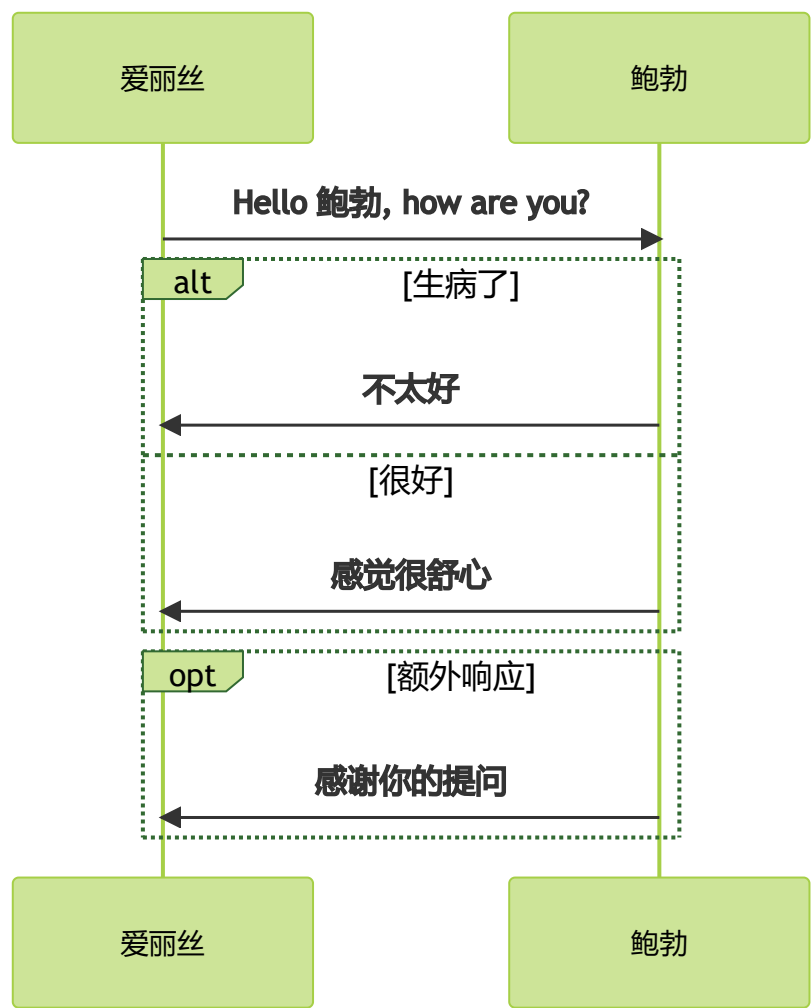 爱丽丝
鲍勃
Hello 鲍勃, how are you?
alt
[生病了]
不太好
[很好]
感觉很舒心
opt
[额外响应]
感谢你的提问
爱丽丝
鲍勃